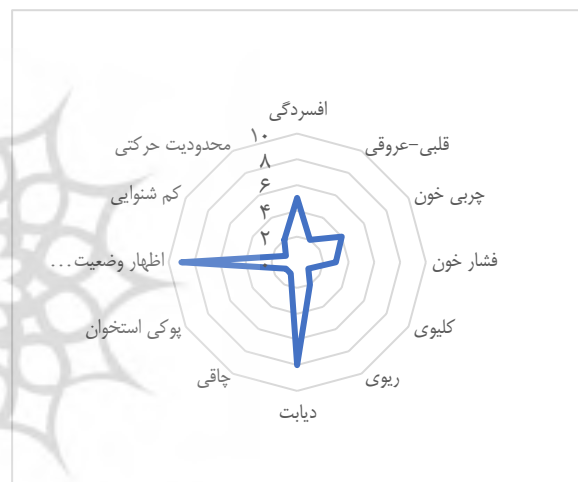 افسردگی
قلبی-عروقی
چربی خون
فشار خون
کلیوی
ریوی
دیابت
چاقی
پوکی استخوان
اظهار وضعیت...
کم شنوایی
محدودیت حرکتی
۱۰
۸
۶
۴
۲
۰